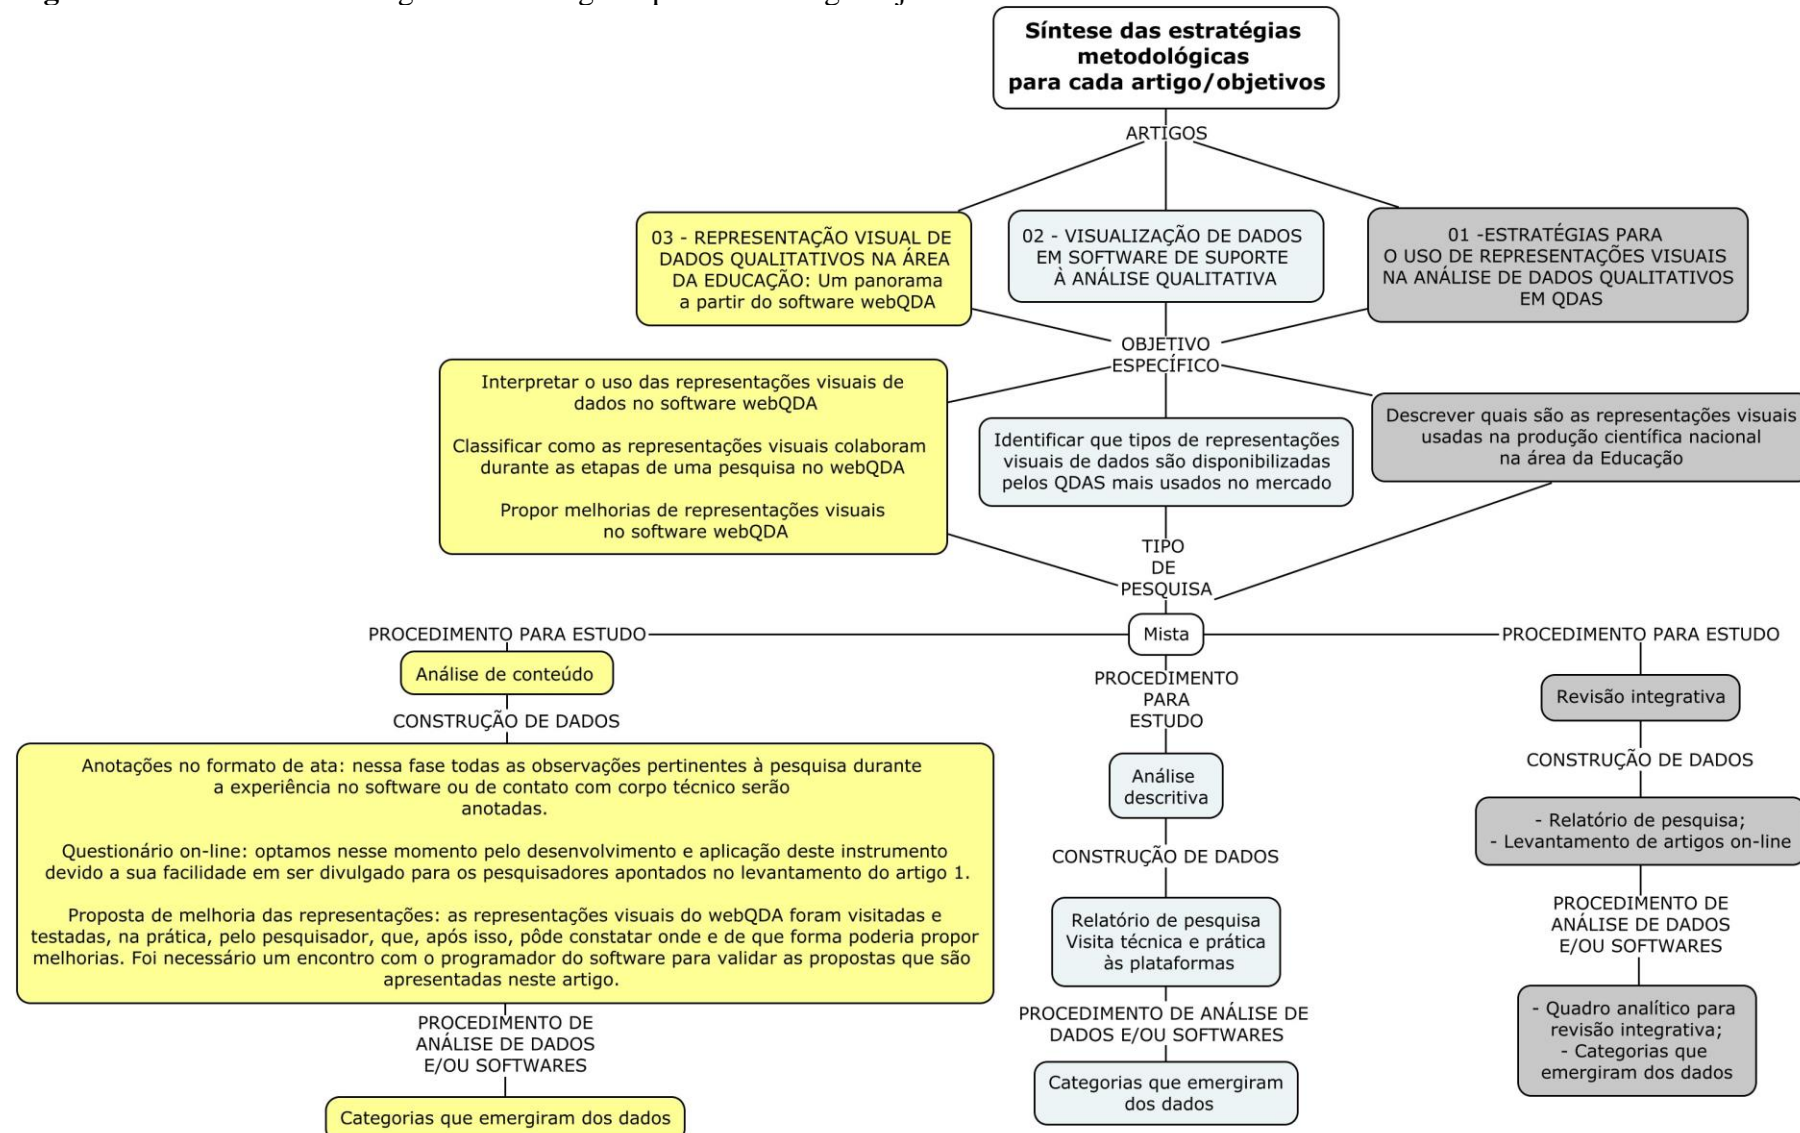 Síntese das estratégias
metodológicas
para cada artigo/objetivos
ARTIGOS
03 - REPRESENTAÇÃO VISUAL DE
DADOS QUALITATIVOS NA ÁREA
DA EDUCAÇÃO: Um panorama
a partir do software webQDA
02 - VISUALIZAÇÃO DE DADOS
EM SOFTWARE DE SUPORTE
À ANÁLISE QUALITATIVA
01 -ESTRATÉGIAS PARA
O USO DE REPRESENTAÇÕES VISUAIS
NA ANÁLISE DE DADOS QUALITATIVOS
EM QDAS
OBJETIVO
ESPECÍFICO
Interpretar o uso das representações visuais de
dados no software webQDA
Classificar como as representações visuais colaboram
durante as etapas de uma pesquisa no webQDA
Propor melhorias de representações visuais
no software webQDA
Identificar que tipos de representações
visuais de dados são disponibilizadas
pelos QDAS mais usados no mercado
Descrever quais são as representações visuais
usadas na produção científica nacional
na área da Educação
TIPO
DE
PESQUISA
Mista
PROCEDIMENTO PARA ESTUDO
Análise de conteúdo
CONSTRUÇÃO DE DADOS
Anotações no formato de ata: nessa fase todas as observações pertinentes à pesquisa durante
a experiência no software ou de contato com corpo técnico serão
anotadas.
Questionário on-line: optamos nesse momento pelo desenvolvimento e aplicação deste instrumento
devido a sua facilidade em ser divulgado para os pesquisadores apontados no levantamento do artigo 1.
Proposta de melhoria das representações: as representações visuais do webQDA foram visitadas e
testadas, na prática, pelo pesquisador, que, após isso, pôde constatar onde e de que forma poderia propor
melhorias. Foi necessário um encontro com o programador do software para validar as propostas que são
apresentadas neste artigo.
PROCEDIMENTO DE
ANÁLISE DE DADOS
E/OU SOFTWARES
Categorias que emergiram dos dados
PROCEDIMENTO
PARA
ESTUDO
Análise
descritiva
CONSTRUÇÃO DE DADOS
Relatório de pesquisa
Visita técnica e prática
às plataformas
PROCEDIMENTO DE ANÁLISE DE
DADOS E/OU SOFTWARES
Categorias que emergiram
dos dados
PROCEDIMENTO PARA ESTUDO
Revisão integrativa
CONSTRUÇÃO DE DADOS
- Relatório de pesquisa;
- Levantamento de artigos on-line
PROCEDIMENTO DE
ANÁLISE DE DADOS
E/OU SOFTWARES
- Quadro analítico para
revisão integrativa;
- Categorias que
emergiram dos dados